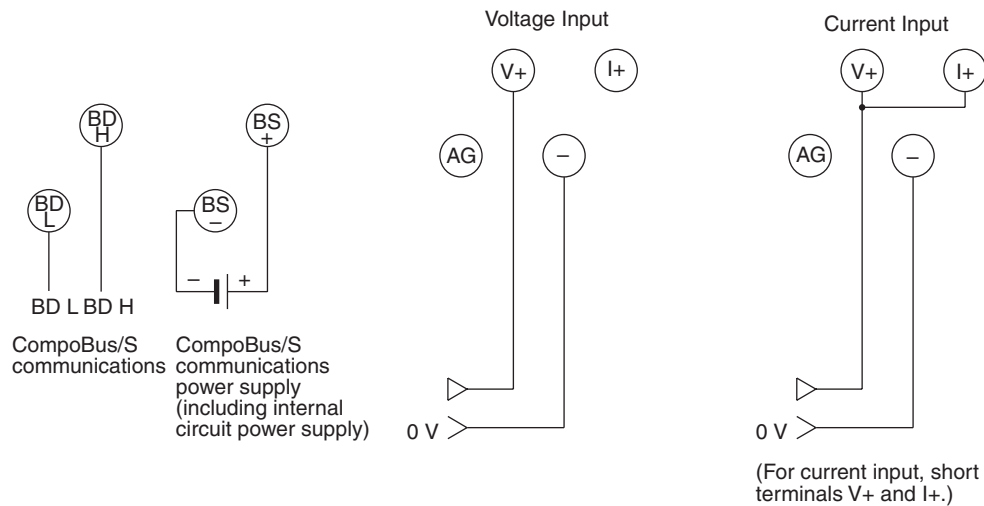 Voltage Input
Current Input
V+
I+
V+
I+
BD
H
BS
+
AG
–
AG
–
BD
L
BS
–
–
+
BD L BD H
CompoBus/S
communications
CompoBus/S
communications
power supply
(including internal
circuit power supply)
0 V
0 V
(For current input, short
terminals V+ and I+.)